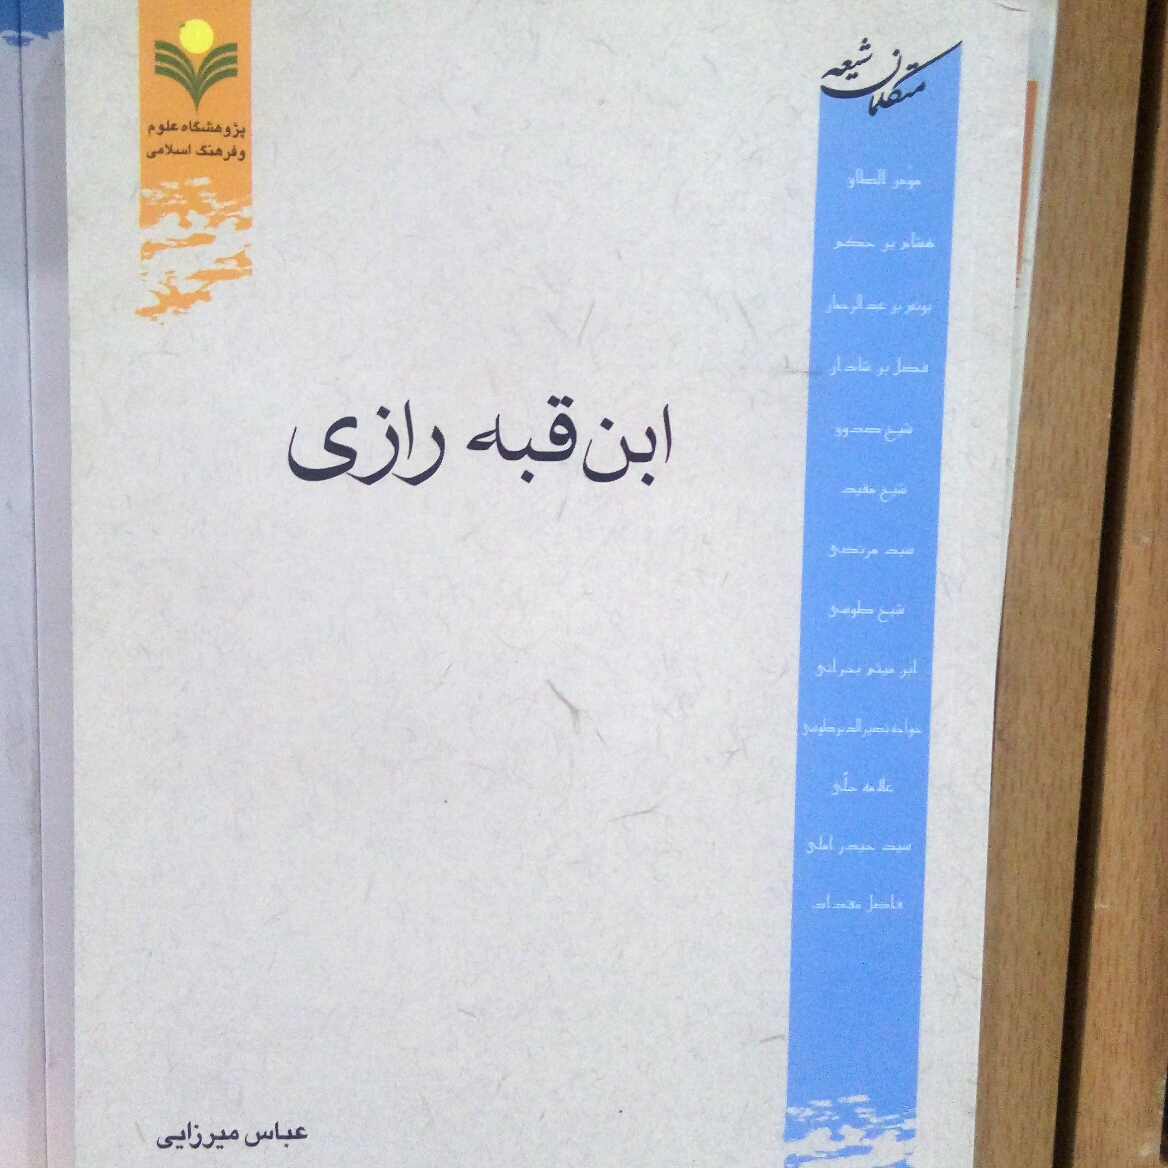 متکلمان شیعه
پژوهشگاه علوم
و فرهنگ اسلامی
مؤمن الطاق
هشام بن حکم
یونس بن عبدالرحمان
فضل بن شاذان
شیخ صدوق
شیخ مفید
سید مرتضی
شیخ طوسی
ابن میثم بحرانی
خواجه نصیرالدین طوسی
علامه حلّی
سید حیدر آملی
فاضل مقداد
ابن قبه رازی
عباس میرزایی